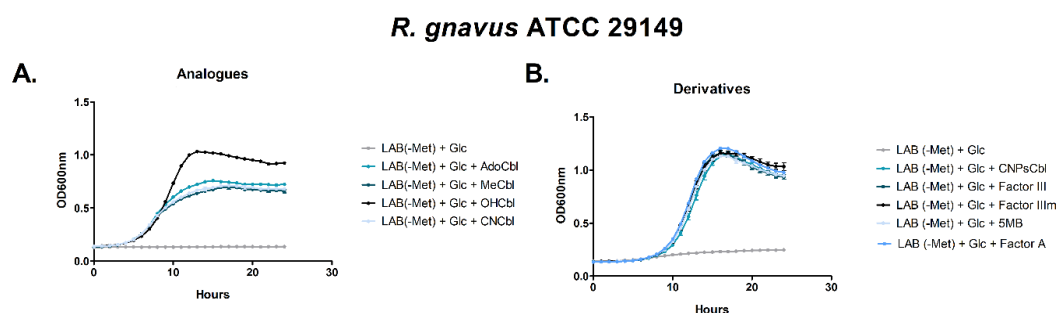 R. gnavus ATCC 29149
A.
Analogues
OD600nm
1.5
1.0
0.5
0.0
0
10
20
30
Hours
LAB(-Met) + Glc
LAB(-Met) + Glc + AdoCbl
LAB(-Met) + Glc + MeCbl
LAB(-Met) + Glc + OHCbl
LAB(-Met) + Glc + CNCbl
B.
Derivatives
OD600nm
1.5
1.0
0.5
0.0
0
10
20
30
Hours
LAB (-Met) + Glc
LAB (-Met) + Glc + CNPsCbl
LAB (-Met) + Glc + Factor III
LAB (-Met) + Glc + Factor IIIm
LAB (-Met) + Glc + 5MB
LAB (-Met) + Glc + Factor A